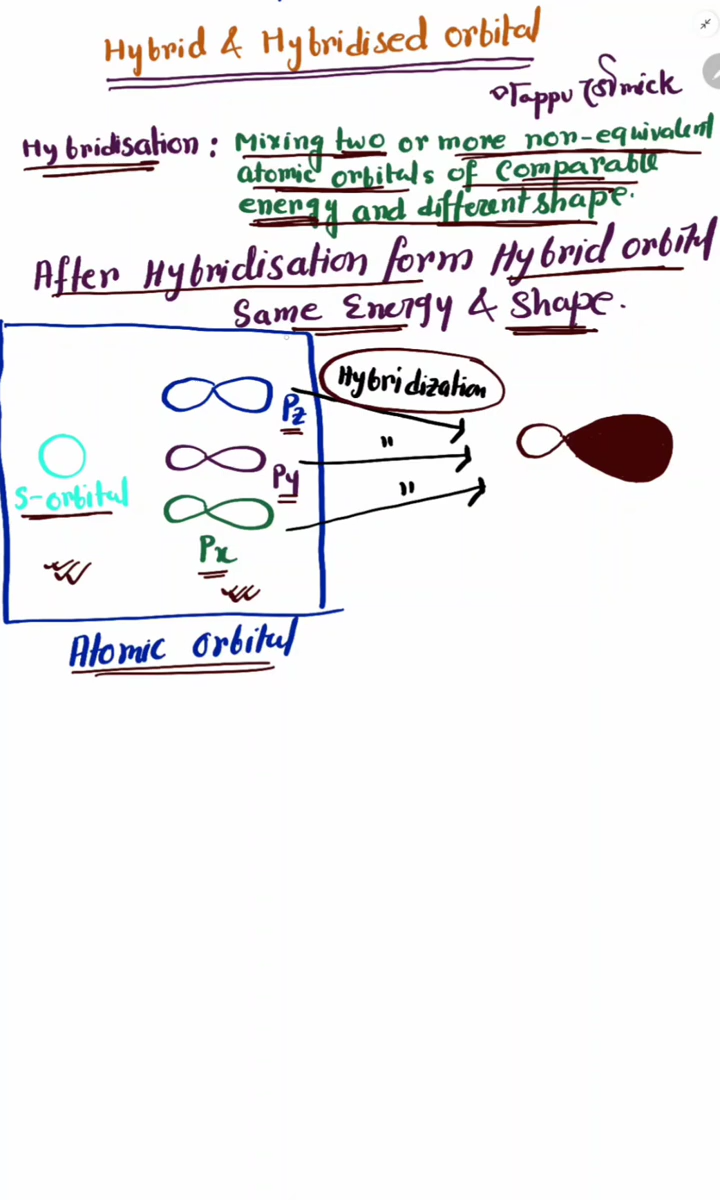 Hybrid & Hybridised orbital
Tappu
Hybridisation : Mixing two or more non-equivalent
atomic orbitals of Comparable
energy and different shape.
After Hybridisation form Hybrid orbital
Same Energy & Shape.
Hybridization
Pz
"
S-orbital
Py
"
Px
Atomic orbital